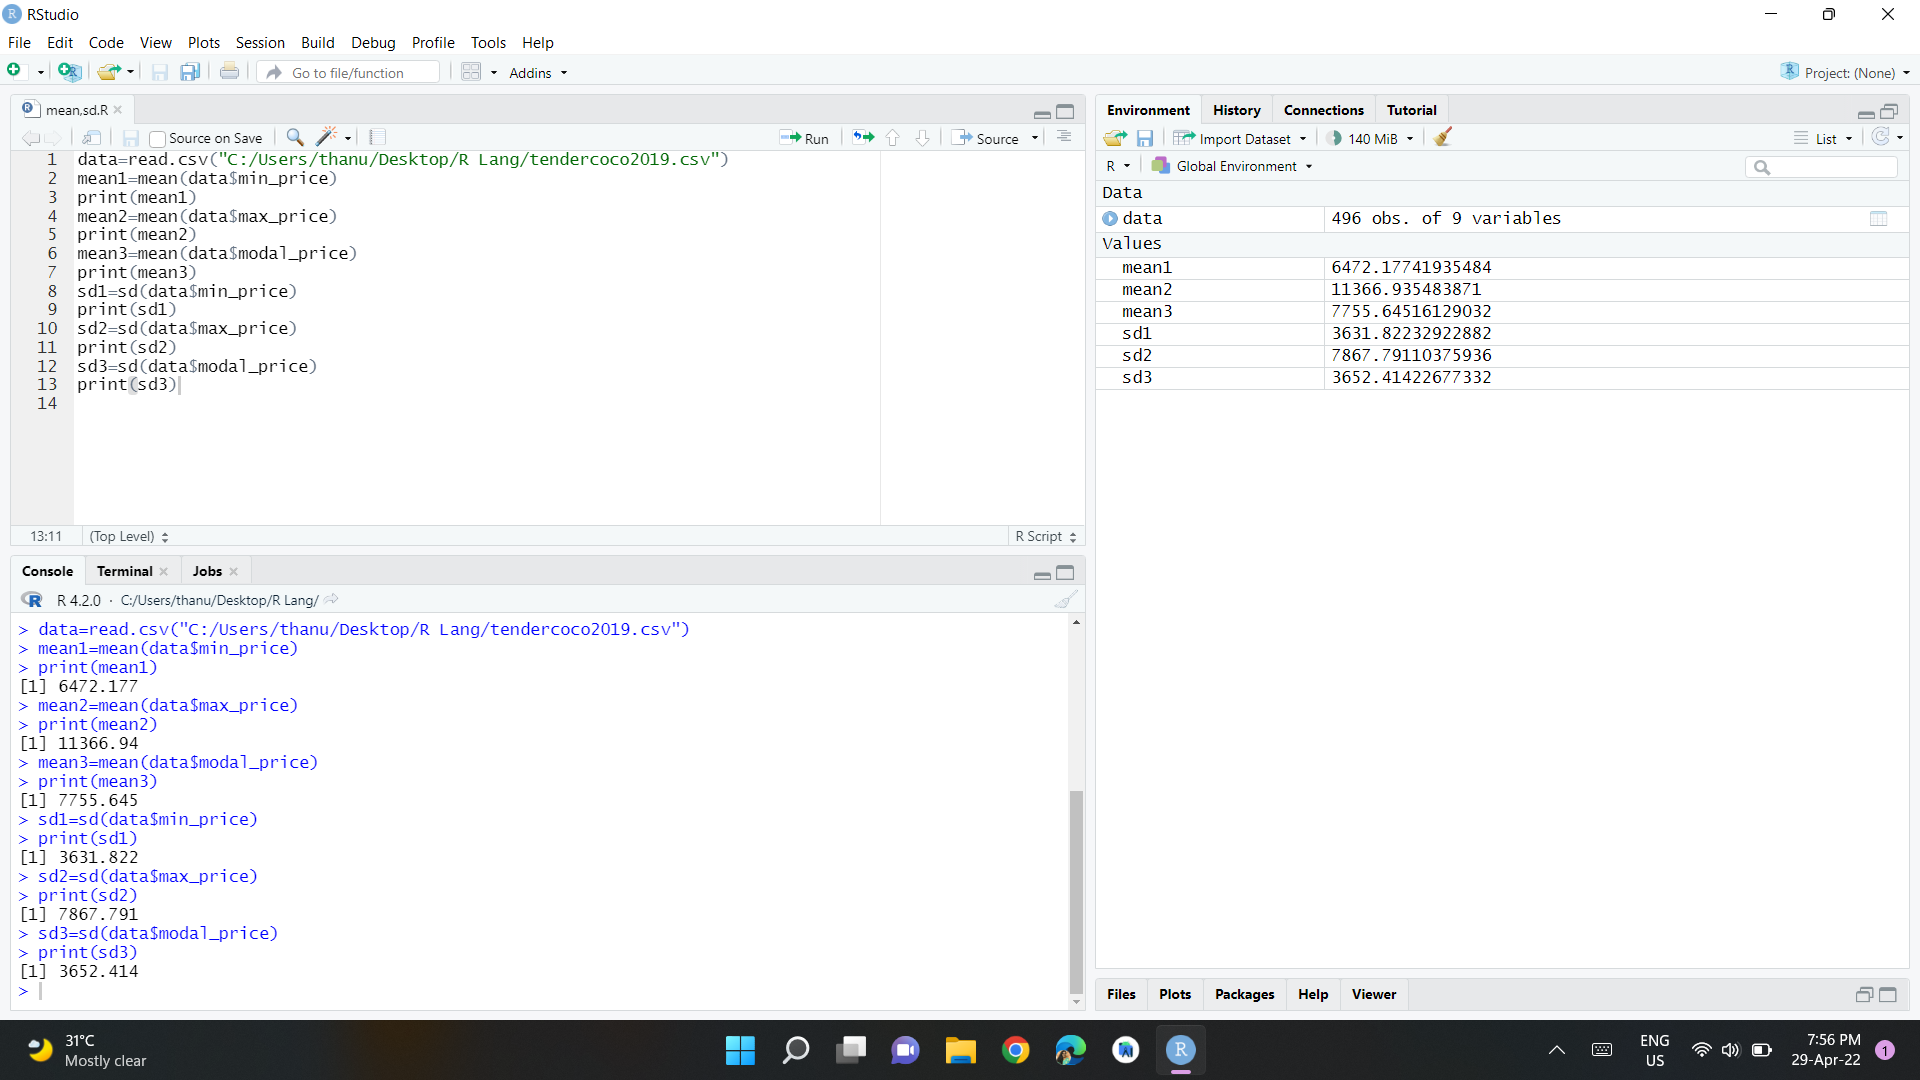 RStudio
File Edit Code View Plots Session Build Debug Profile Tools Help
Go to file/function Addins Project: (None)
mean,sd.R
Source on Save Run Source
1 data=read.csv("C:/Users/thanu/Desktop/R Lang/tendercoco2019.csv")
2 mean1=mean(data$min_price)
3 print(mean1)
4 mean2=mean(data$max_price)
5 print(mean2)
6 mean3=mean(data$modal_price)
7 print(mean3)
8 sd1=sd(data$min_price)
9 print(sd1)
10 sd2=sd(data$max_price)
11 print(sd2)
12 sd3=sd(data$modal_price)
13 print(sd3)
14
13:11 (Top Level) R Script
Console Terminal Jobs
R 4.2.0 · C:/Users/thanu/Desktop/R Lang/
> data=read.csv("C:/Users/thanu/Desktop/R Lang/tendercoco2019.csv")
> mean1=mean(data$min_price)
> print(mean1)
[1] 6472.177
> mean2=mean(data$max_price)
> print(mean2)
[1] 11366.94
> mean3=mean(data$modal_price)
> print(mean3)
[1] 7755.645
> sd1=sd(data$min_price)
> print(sd1)
[1] 3631.822
> sd2=sd(data$max_price)
> print(sd2)
[1] 7867.791
> sd3=sd(data$modal_price)
> print(sd3)
[1] 3652.414
>
Environment History Connections Tutorial
Import Dataset 140 MiB List
R Global Environment
Data
data 496 obs. of 9 variables
Values
mean1 6472.17741935484
mean2 11366.935483871
mean3 7755.64516129032
sd1 3631.82232922882
sd2 7867.79110375936
sd3 3652.41422677332
Files Plots Packages Help Viewer
31°C
Mostly clear
ENG
US
7:56 PM
29-Apr-22
1